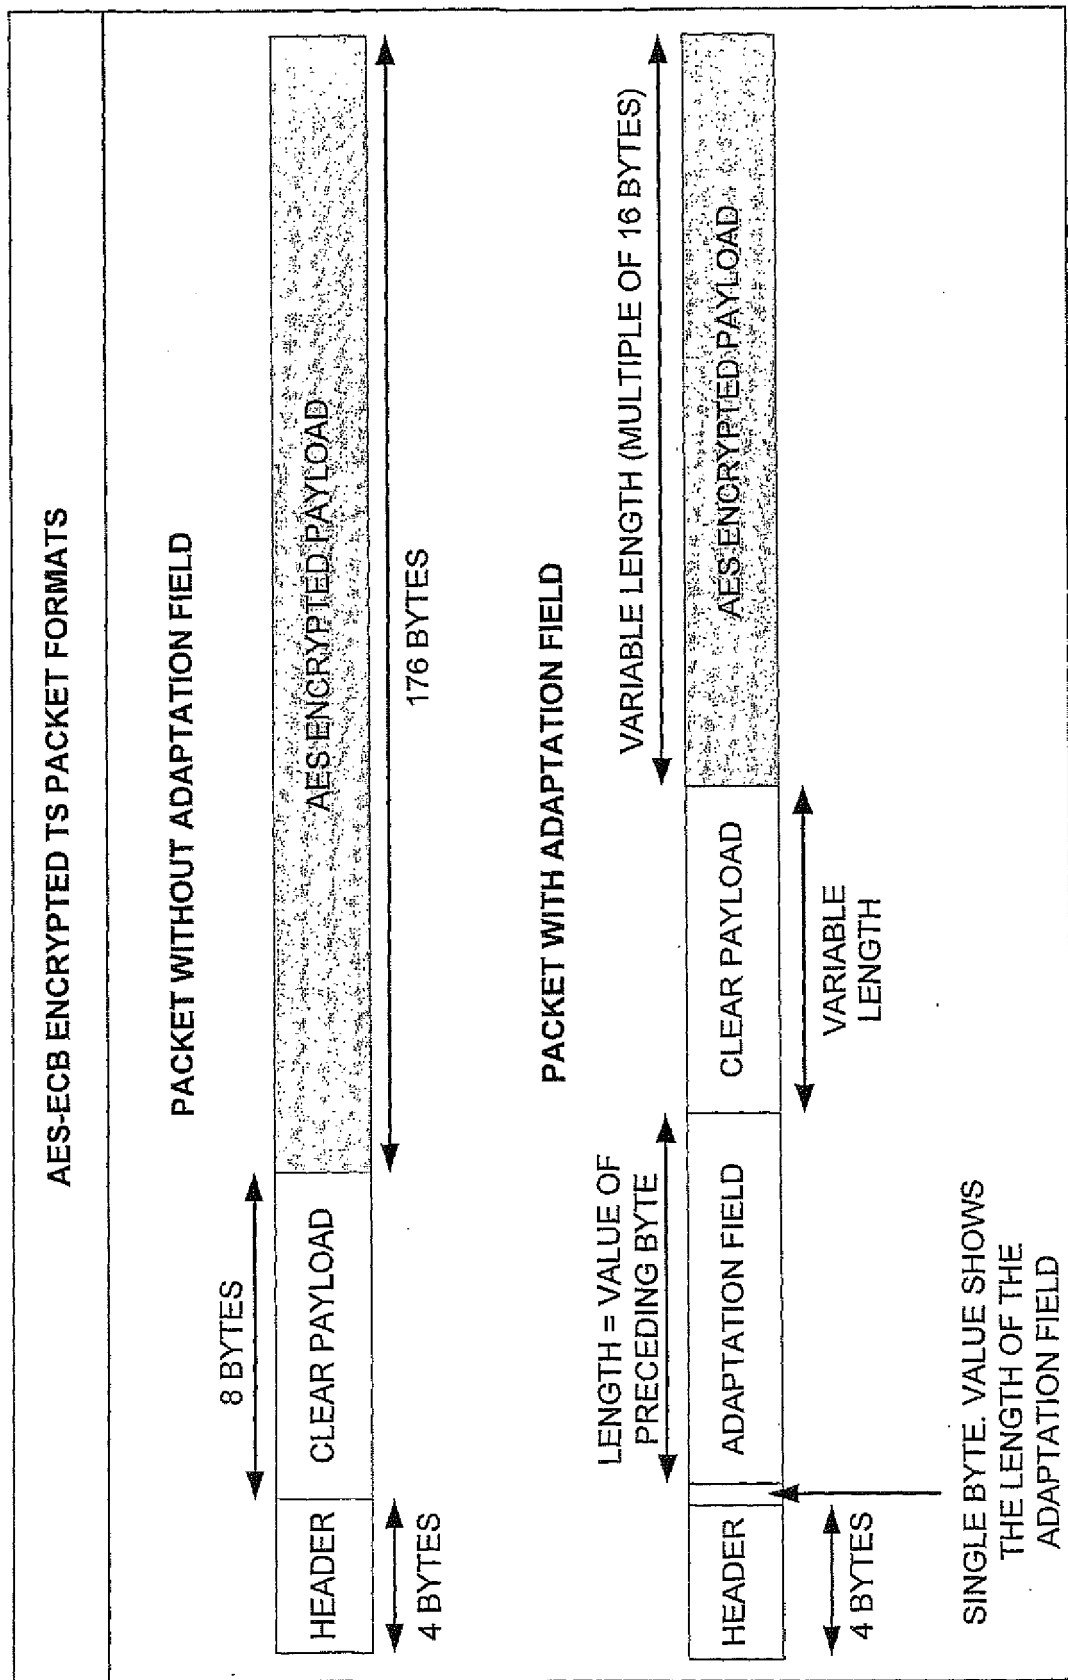 AES-ECB ENCRYPTED TS PACKET FORMATS
PACKET WITHOUT ADAPTATION FIELD
8 BYTES
HEADER
CLEAR PAYLOAD
AES ENCRYPTED PAYLOAD
4 BYTES
176 BYTES
PACKET WITH ADAPTATION FIELD
LENGTH = VALUE OF
PRECEDING BYTE
VARIABLE LENGTH (MULTIPLE OF 16 BYTES)
HEADER
ADAPTATION FIELD
CLEAR PAYLOAD
AES ENCRYPTED PAYLOAD
4 BYTES
VARIABLE
LENGTH
SINGLE BYTE. VALUE SHOWS
THE LENGTH OF THE
ADAPTATION FIELD